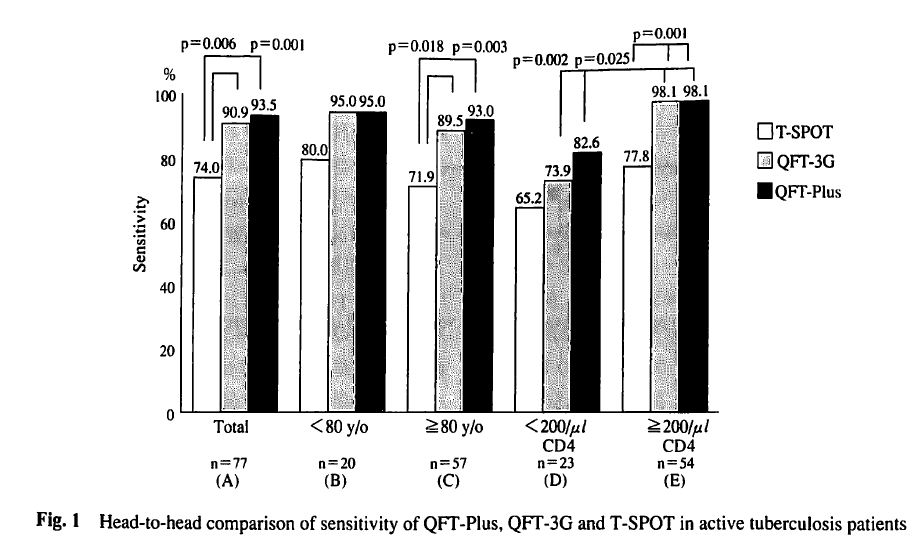 p=0.006 p=0.001
p=0.018 p=0.003
p=0.002 p=0.025
p=0.001
%
100
80
60
40
20
0
Sensitivity
74.0 90.9 93.5
80.0 95.0 95.0
71.9 89.5 93.0
65.2 73.9 82.6
77.8 98.1 98.1
T-SPOT
QFT-3G
QFT-Plus
Total
n=77
(A)
<80 y/o
n=20
(B)
≧80 y/o
n=57
(C)
<200/μl
CD4
n=23
(D)
≧200/μl
CD4
n=54
(E)
Fig. 1 Head-to-head comparison of sensitivity of QFT-Plus, QFT-3G and T-SPOT in active tuberculosis patients